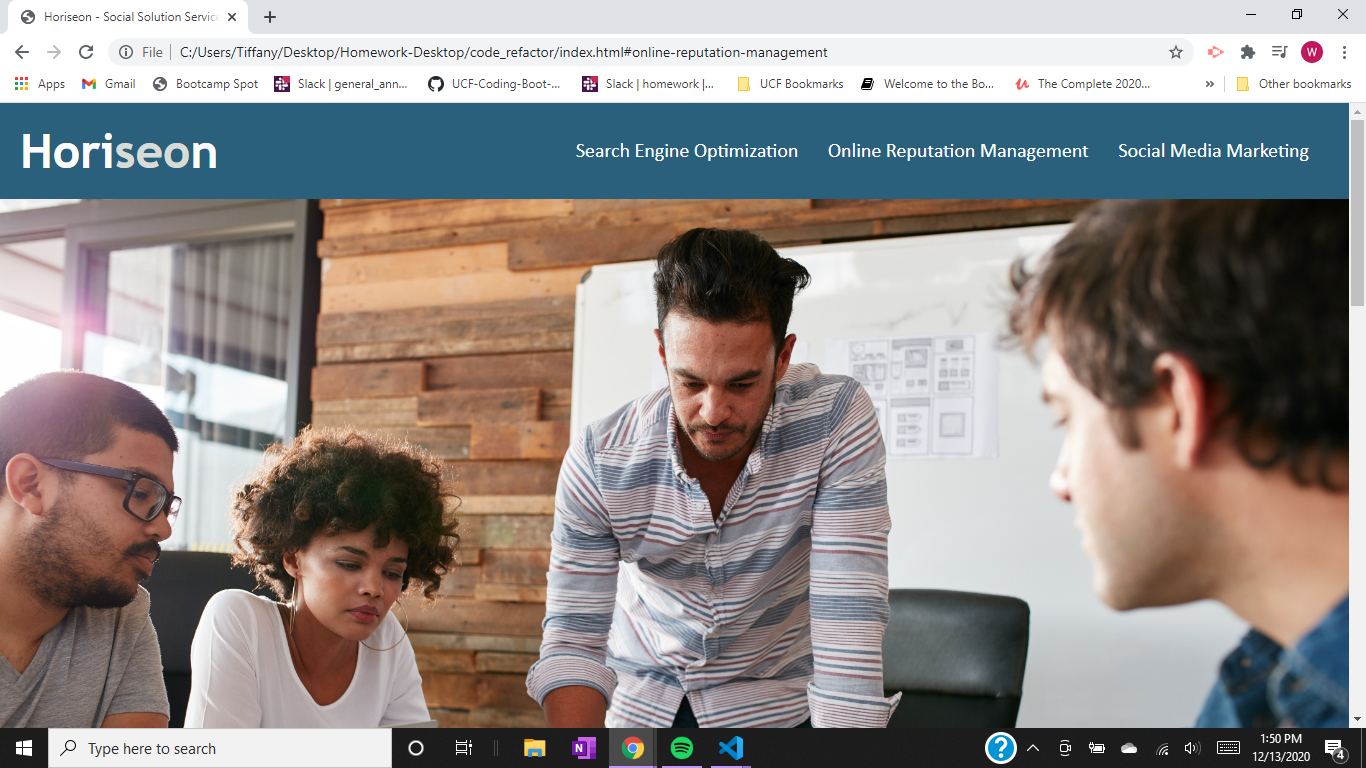 Horiseon - Social Solution Service
File
C:/Users/Tiffany/Desktop/Homework-Desktop/code_refactor/index.html#online-reputation-management
W
Apps
Gmail
Bootcamp Spot
Slack | general_ann...
UCF-Coding-Boot-...
Slack | homework |...
UCF Bookmarks
Welcome to the Bo...
The Complete 2020...
»
Other bookmarks
Horiseon
Search Engine Optimization
Online Reputation Management
Social Media Marketing
Type here to search
N
?
1:50 PM
12/13/2020
4